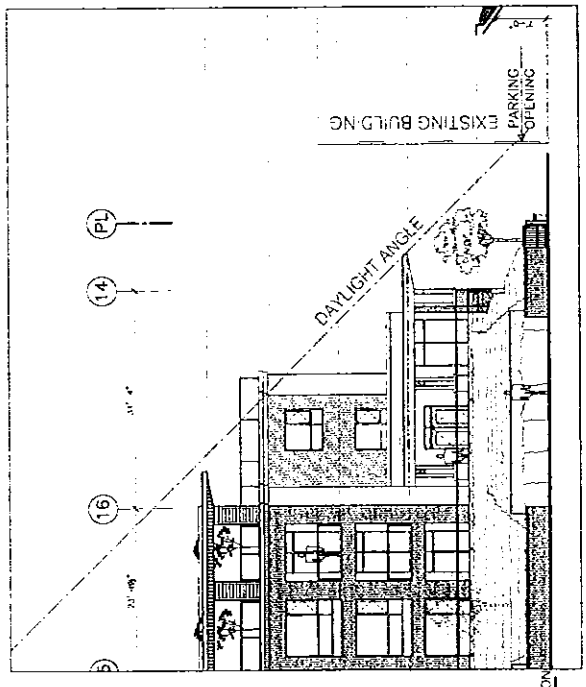 PL
14
16
DAYLIGHT ANGLE
EXISTING BUILDING
PARKING
OPENING